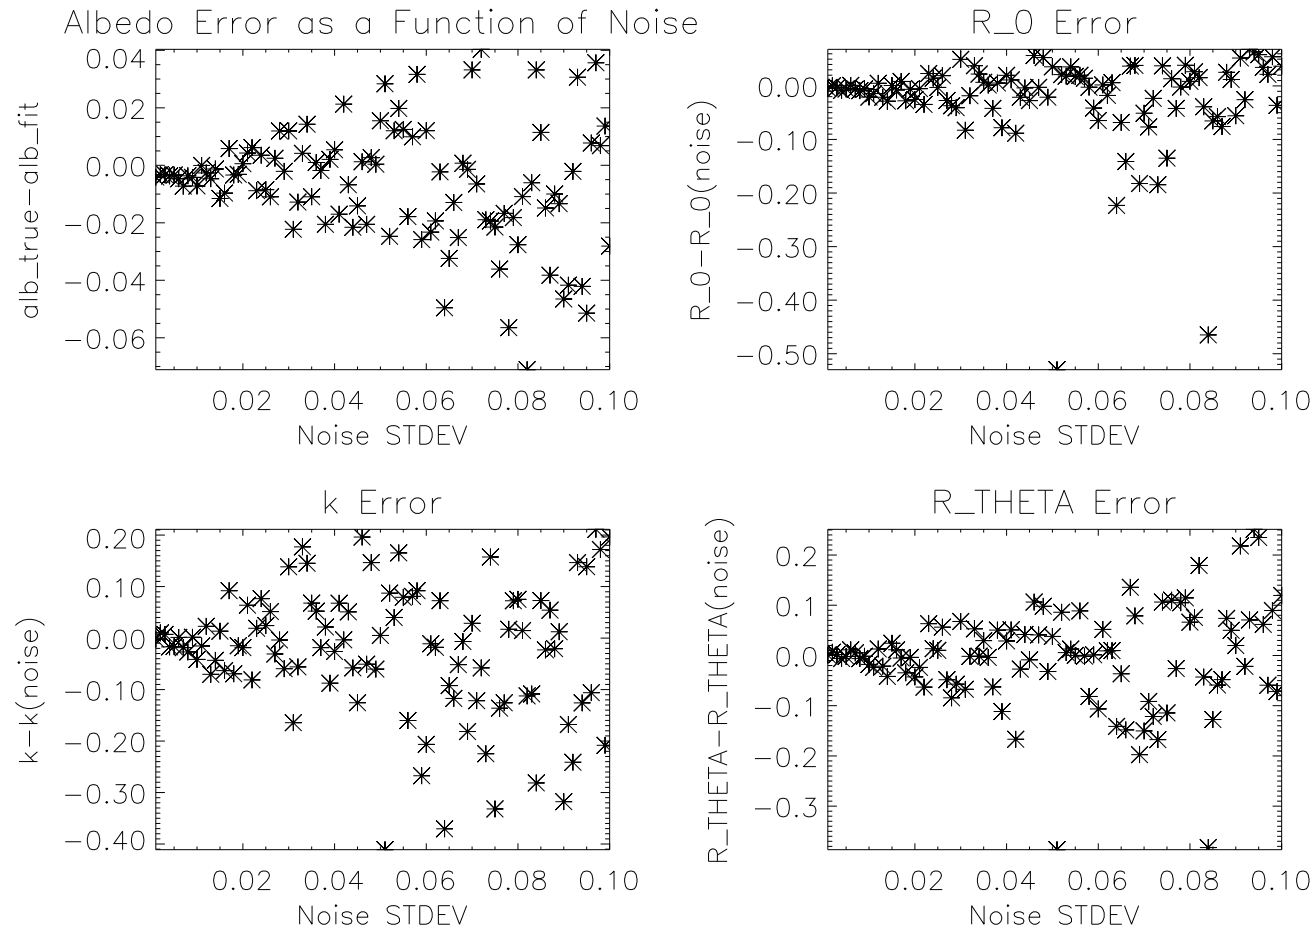 Albedo Error as a Function of Noise
alb_true−alb_fit
0.04
0.02
0.00
−0.02
−0.04
−0.06
0.02 0.04 0.06 0.08 0.10
Noise STDEV
R_0 Error
R_0−R_0(noise)
0.00
−0.10
−0.20
−0.30
−0.40
−0.50
0.02 0.04 0.06 0.08 0.10
Noise STDEV
k Error
k−k(noise)
0.20
0.10
0.00
−0.10
−0.20
−0.30
−0.40
0.02 0.04 0.06 0.08 0.10
Noise STDEV
R_THETA Error
R_THETA−R_THETA(noise)
0.2
0.1
0.0
−0.1
−0.2
−0.3
0.02 0.04 0.06 0.08 0.10
Noise STDEV